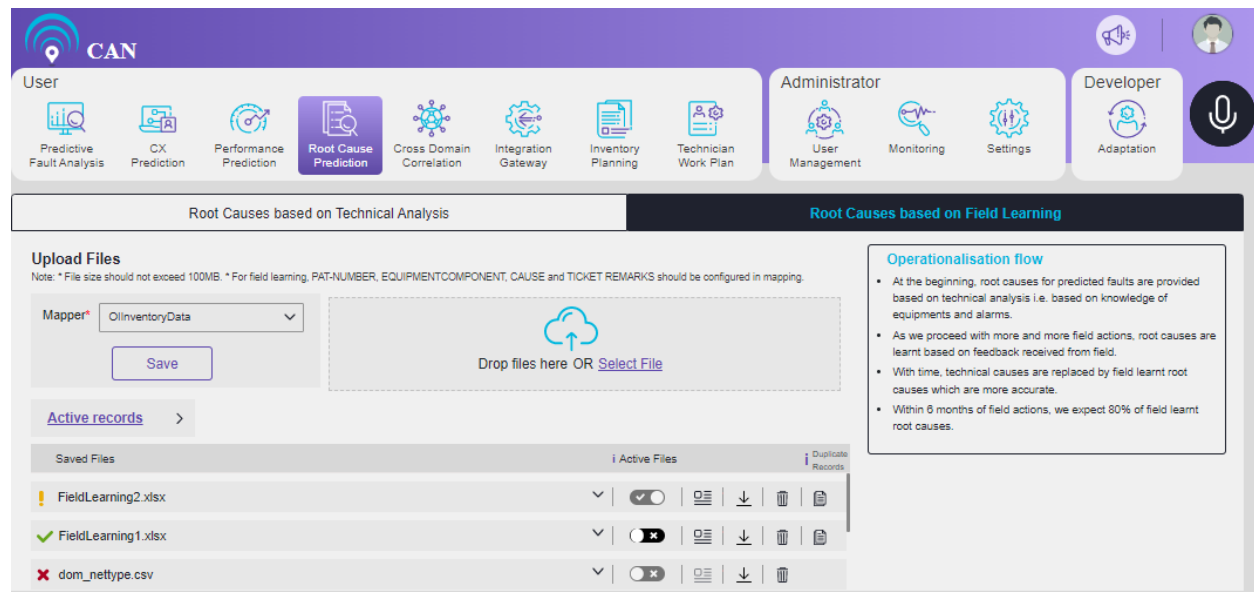 CAN
User
Administrator
Developer
Predictive
Fault Analysis
CX
Prediction
Performance
Prediction
Root Cause
Prediction
Cross Domain
Correlation
Integration
Gateway
Inventory
Planning
Technician
Work Plan
User
Management
Monitoring
Settings
Adaptation
Root Causes based on Technical Analysis
Root Causes based on Field Learning
Upload Files
Note: * File size should not exceed 100MB. * For field learning, PAT-NUMBER, EQUIPMENTCOMPONENT, CAUSE and TICKET REMARKS should be configured in mapping.
Mapper*
OlInventoryData
Save
Drop files here OR Select File
Active records >
Saved Files
i Active Files
i Duplicate
Records
FieldLearning2.xlsx
FieldLearning1.xlsx
dom_nettype.csv
Operationalisation flow
• At the beginning, root causes for predicted faults are provided
based on technical analysis i.e. based on knowledge of
equipments and alarms.
• As we proceed with more and more field actions, root causes are
learnt based on feedback received from field.
• With time, technical causes are replaced by field learnt root
causes which are more accurate.
• Within 6 months of field actions, we expect 80% of field learnt
root causes.